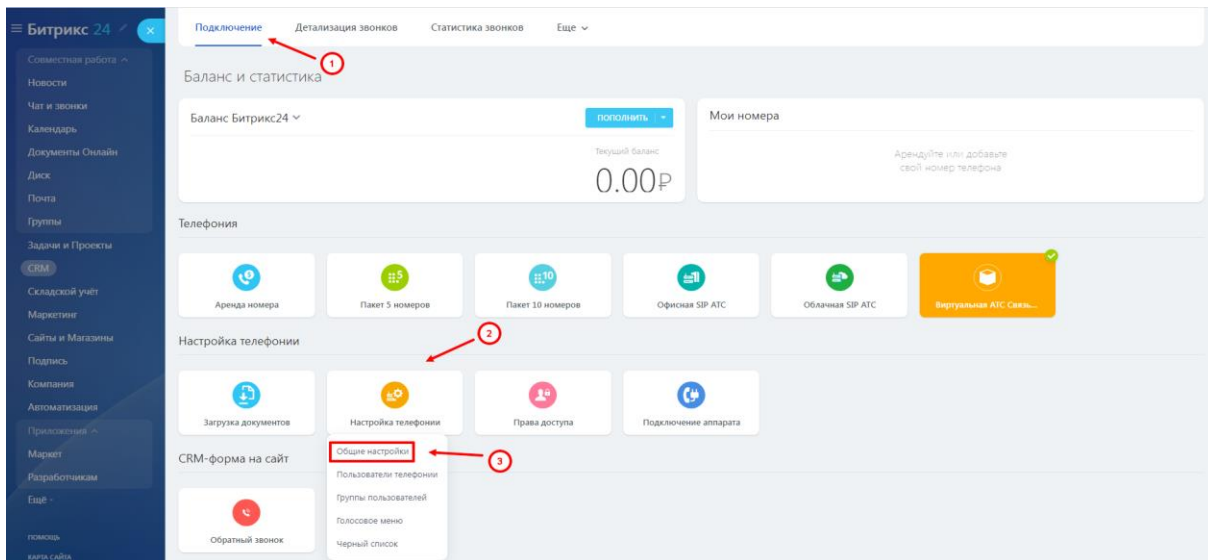 Битрикс 24
Совместная работа
Новости
Чат и звонки
Календарь
Документы Онлайн
Диск
Почта
Группы
Задачи и Проекты
CRM
Складской учёт
Маркетинг
Сайты и Магазины
Подпись
Компания
Автоматизация
Приложения
Маркет
Разработчикам
Ещё -
ПОМОЩЬ
КАРТА САЙТА
Подключение Детализация звонков Статистика звонков Еще
1
Баланс и статистика
Баланс Битрикс24 ПОПОЛНИТЬ
Текущий баланс
0.00₽
Мои номера
Арендуйте или добавьте
свой номер телефона
Телефония
Аренда номера
5
Пакет 5 номеров
10
Пакет 10 номеров
Офисная SIP АТС
Облачная SIP АТС
Виртуальная АТС Связь...
2
Настройка телефонии
Загрузка документов
Настройка телефонии
Права доступа
Подключение аппарата
Общие настройки
3
Пользователи телефонии
Группы пользователей
Голосовое меню
Черный список
CRM-форма на сайт
Обратный звонок